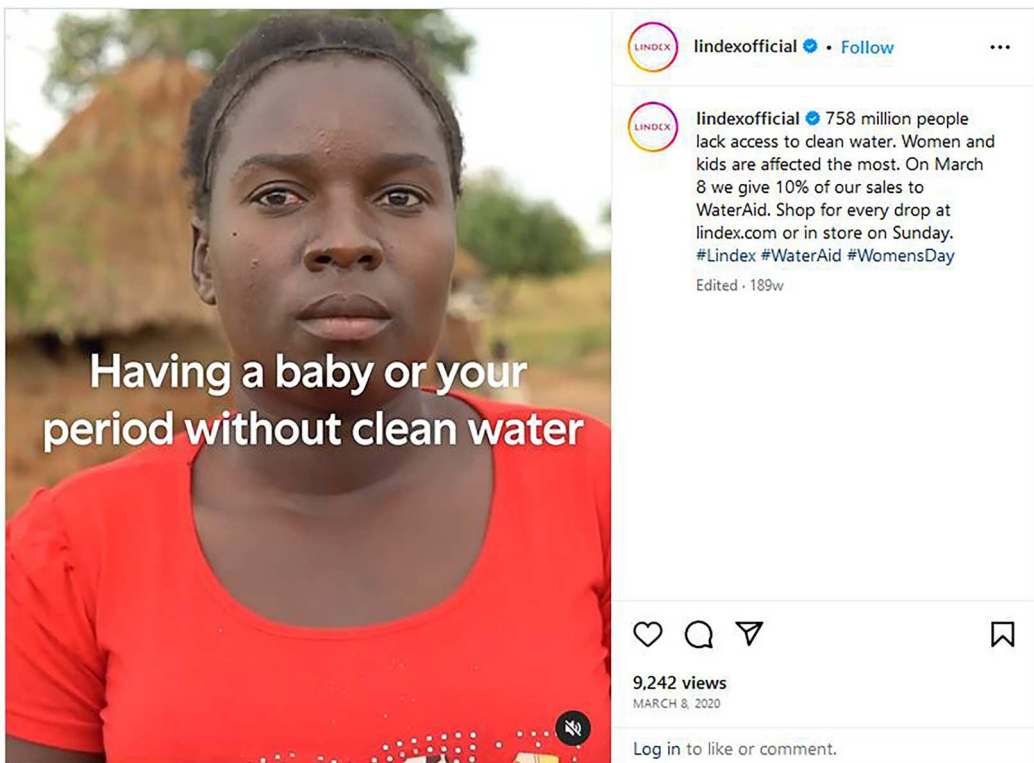 Having a baby or your
period without clean water
LINDEX
lindexofficial • Follow
LINDEX
lindexofficial 758 million people
lack access to clean water. Women and
kids are affected the most. On March
8 we give 10% of our sales to
WaterAid. Shop for every drop at
lindex.com or in store on Sunday.
#Lindex #WaterAid #WomensDay
Edited · 189w
9,242 views
MARCH 8, 2020
Log in to like or comment.